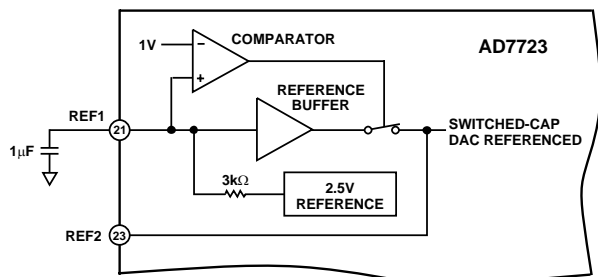 COMPARATOR
AD7723
1V
−
+
REFERENCE
BUFFER
REF1
21
SWITCHED-CAP
DAC REFERENCED
1μF
3kΩ
2.5V
REFERENCE
REF2
23